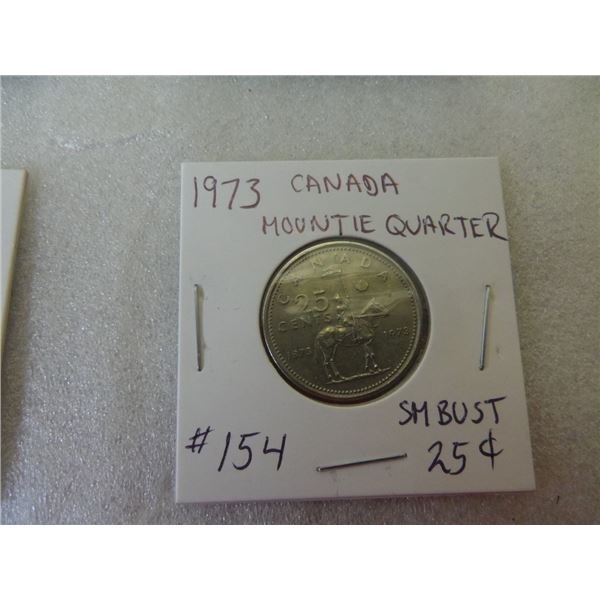 1973 CANADA
MOUNTIE QUARTER
CANADA
25
CENTS
1873 1973
SM BUST
#154 25¢